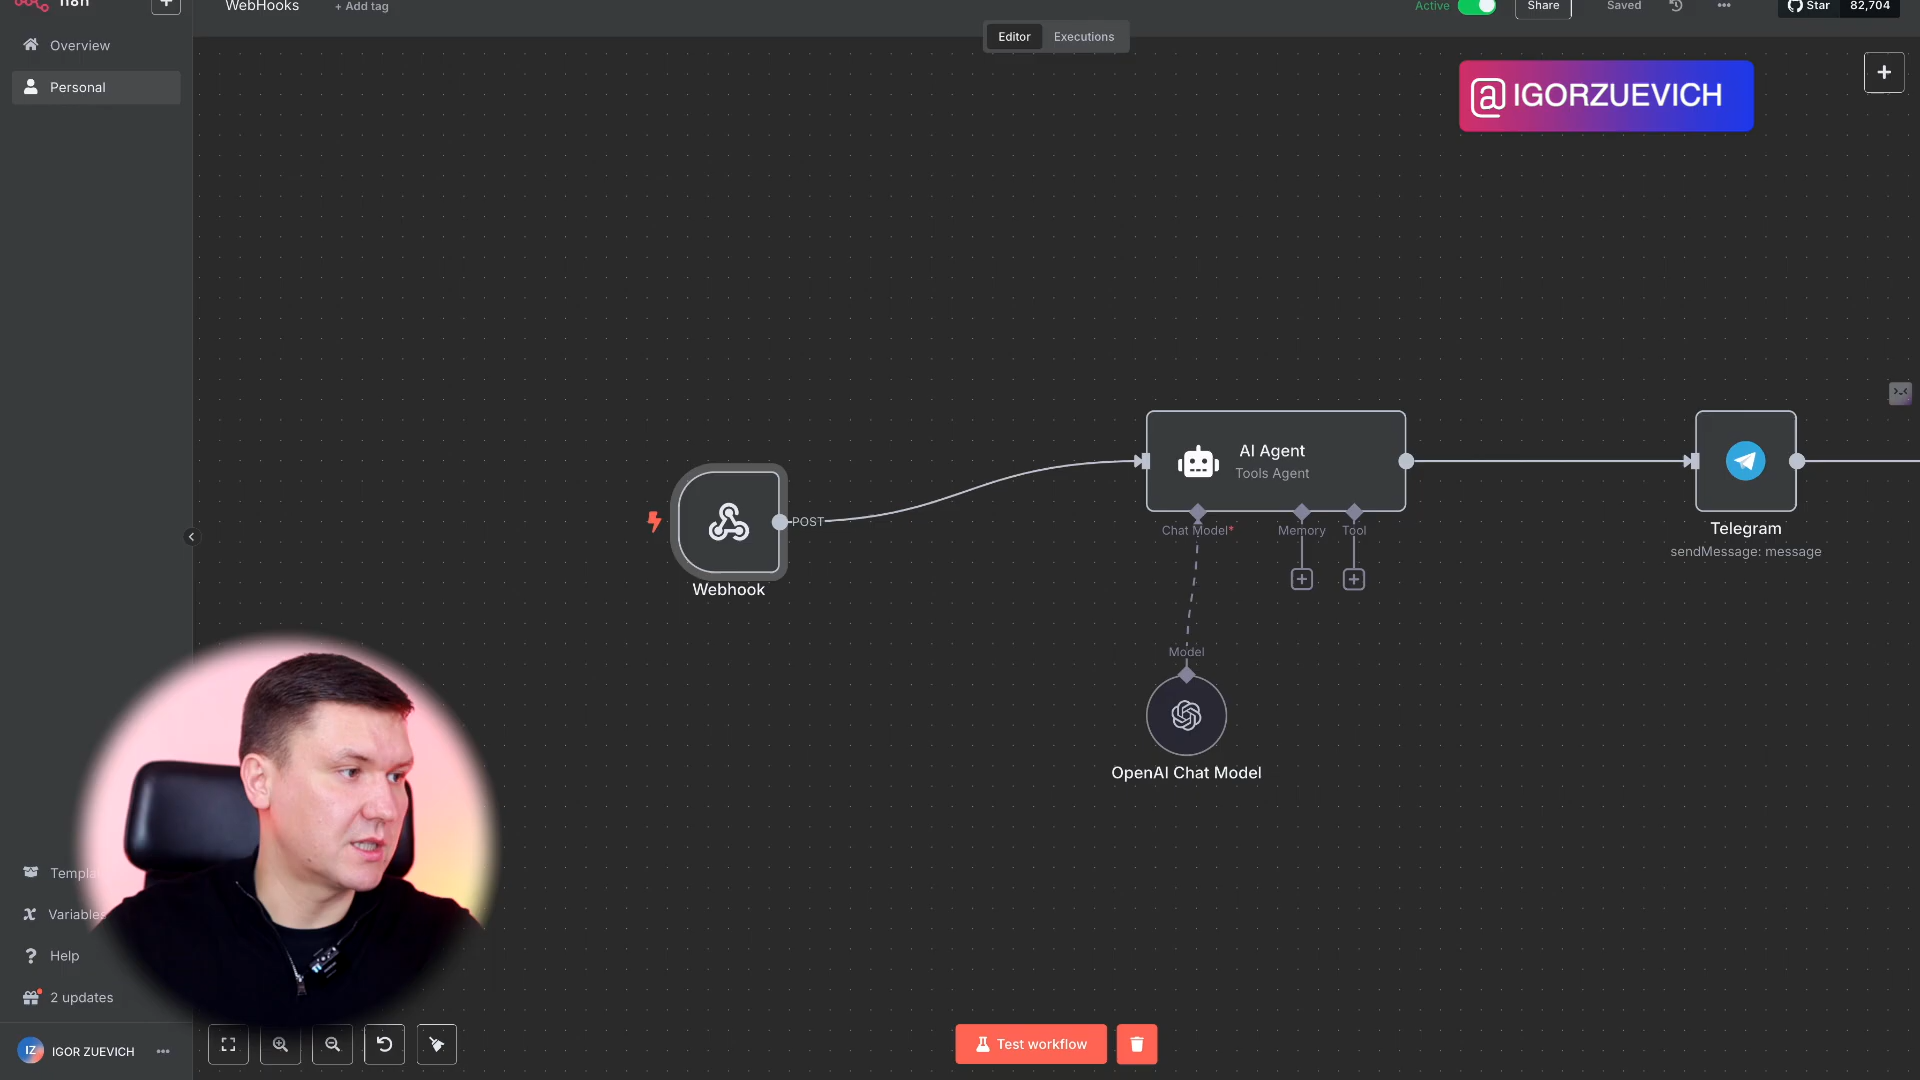 n8n
WebHooks
+ Add tag
Active
Share
Saved
Star
82,704
Overview
Personal
Editor
Executions
@IGORZUEVICH
POST
Webhook
AI Agent
Tools Agent
Chat Model*
Memory
Tool
Model
OpenAI Chat Model
Telegram
sendMessage: message
Variables
Help
2 updates
IZ
IGOR ZUEVICH
Test workflow